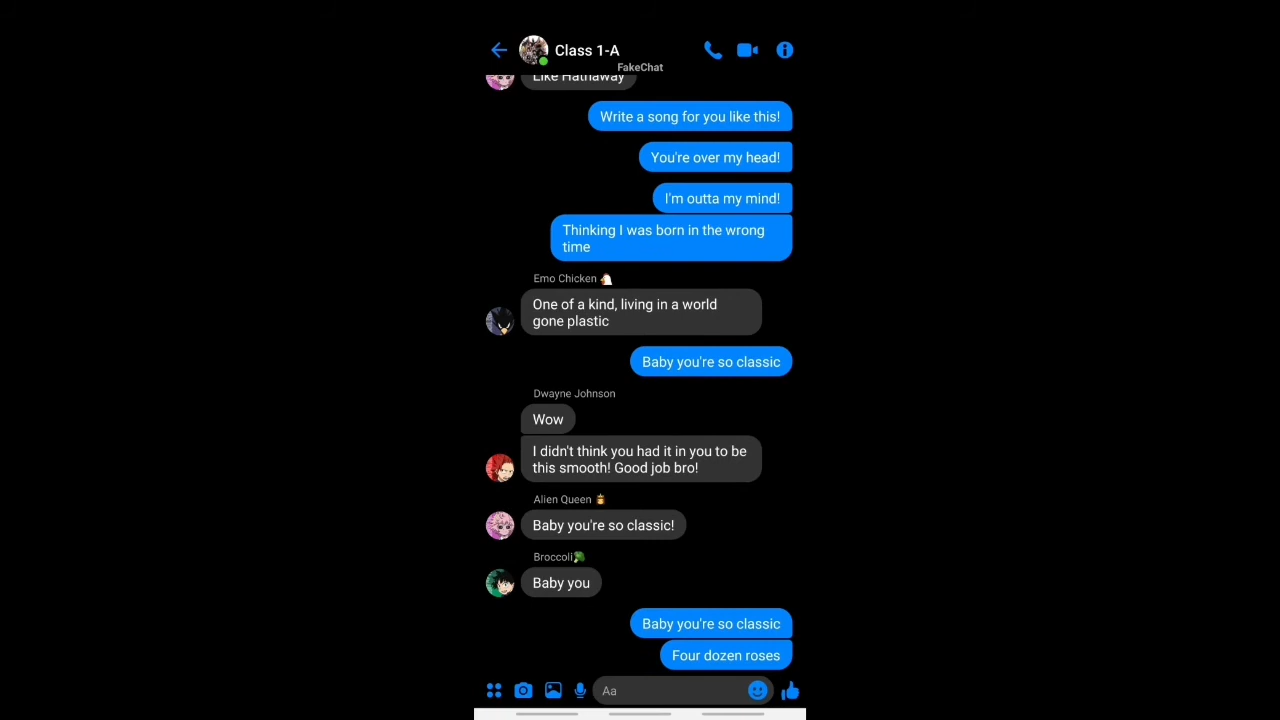 Class 1-A
FakeChat
Like Hathaway
Write a song for you like this!
You're over my head!
I'm outta my mind!
Thinking I was born in the wrong
time
Emo Chicken 🐔
One of a kind, living in a world
gone plastic
Baby you're so classic
Dwayne Johnson
Wow
I didn't think you had it in you to be
this smooth! Good job bro!
Alien Queen
Baby you're so classic!
Broccoli🥦
Baby you
Baby you're so classic
Four dozen roses
Aa